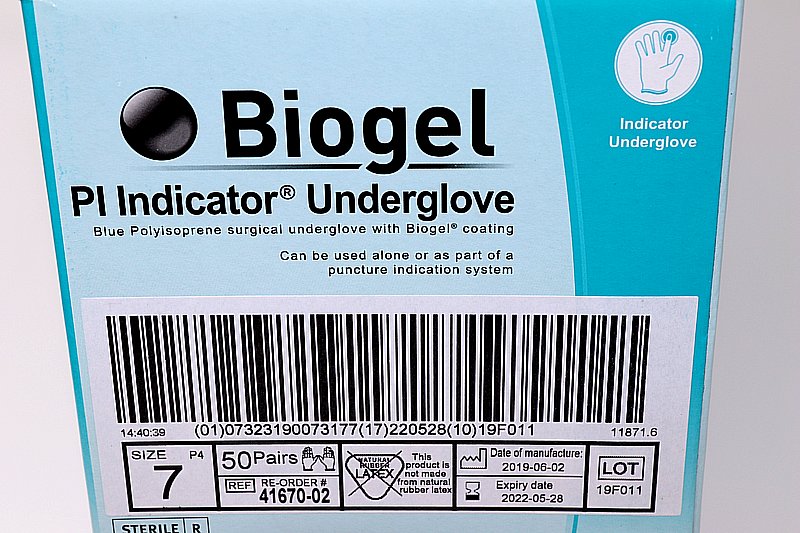 Biogel
PI Indicator® Underglove
Blue Polyisoprene surgical underglove with Biogel® coating
Can be used alone or as part of a
puncture indication system
Indicator
Underglove
14:40:39
(01)07323190073177(17)220528(10)19F011
11871.6
SIZE P4
7
50 Pairs
REF RE-ORDER #
41670-02
NATURAL
RUBBER
LATEX
This
product is
not made
from natural
rubber latex
Date of manufacture:
2019-06-02
Expiry date
2022-05-28
LOT
19F011
STERILE R